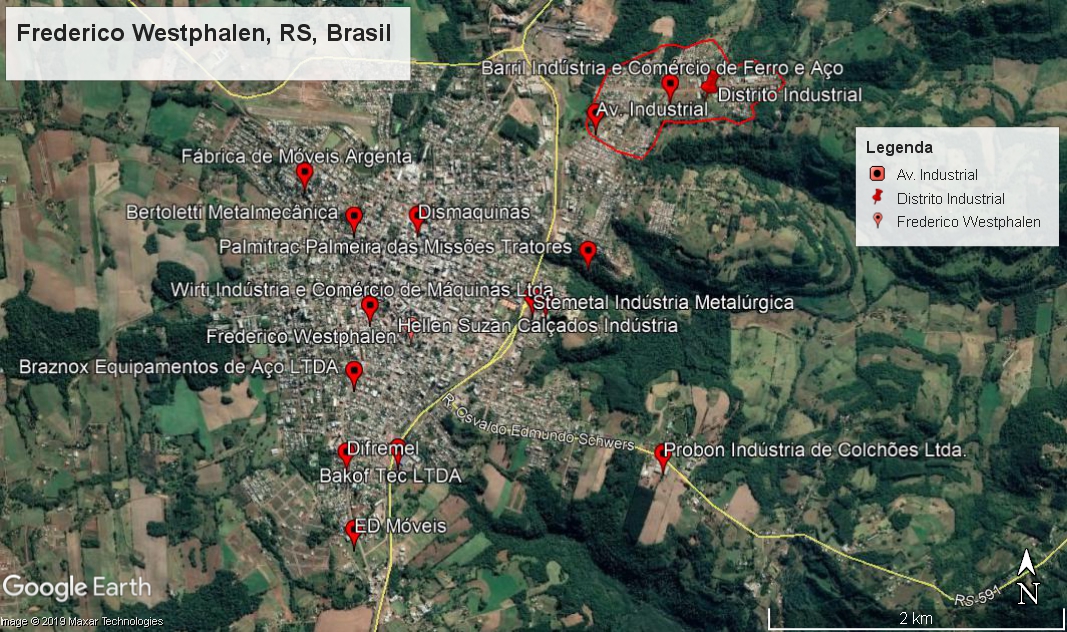 Frederico Westphalen, RS, Brasil
Barril Indústria e Comércio de Ferro e Aço
Distrito Industrial
Av. Industrial
Legenda
Av. Industrial
Distrito Industrial
Frederico Westphalen
Fábrica de Móveis Argenta
Bertoletti Metalmecânica
Dismaquinas
Palmitrac Palmeira das Missões Tratores
Wirti Indústria e Comércio de Máquinas Ltda
Stemetal Indústria Metalúrgica
Hellen Suzan Calçados Indústria
Frederico Westphalen
Braznox Equipamentos de Aço LTDA
R. Osvaldo Edmundo Schwers
Difremel
Probon Indústria de Colchões Ltda.
Bakof Tec LTDA
ED Móveis
Google Earth
RS-591
N
2 km
mage © 2019 Maxar Technologies